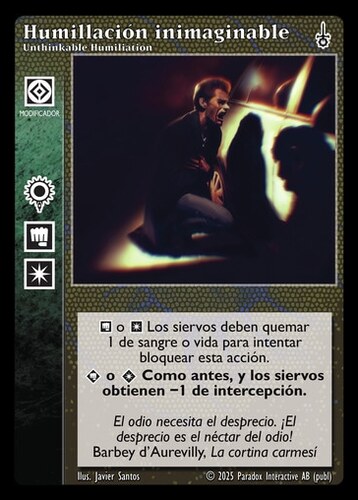 Humillación inimaginable
Unthinkable Humiliation
MODIFICADOR
o Los siervos deben quemar
1 de sangre o vida para intentar
bloquear esta acción.
o Como antes, y los siervos
obtienen −1 de intercepción.
El odio necesita el desprecio. ¡El
desprecio es el néctar del odio!
Barbey d'Aurevilly, La cortina carmesí
Ilus. Javier Santos
© 2025 Paradox Interactive AB (publ)